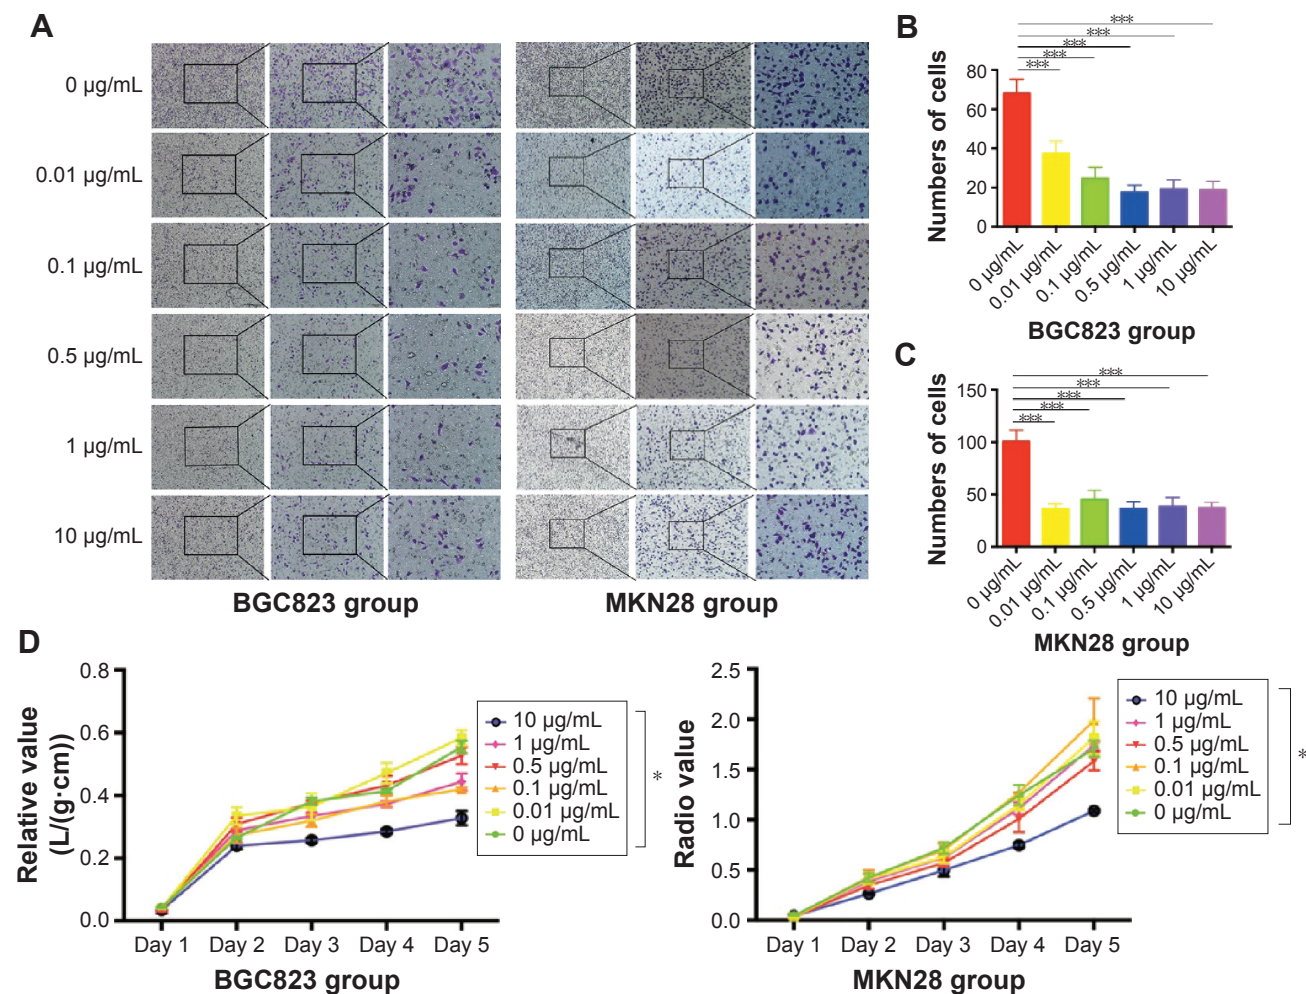 A
0 µg/mL
0.01 µg/mL
0.1 µg/mL
0.5 µg/mL
1 µg/mL
10 µg/mL
BGC823 group
MKN28 group
B
***
***
***
***
***
Numbers of cells
80
60
40
20
0
0 µg/mL
0.01 µg/mL
0.1 µg/mL
0.5 µg/mL
1 µg/mL
10 µg/mL
BGC823 group
C
***
***
***
***
***
Numbers of cells
150
100
50
0
0 µg/mL
0.01 µg/mL
0.1 µg/mL
0.5 µg/mL
1 µg/mL
10 µg/mL
MKN28 group
D
Relative value
(L/(g·cm))
0.8
0.6
0.4
0.2
0.0
Day 1 Day 2 Day 3 Day 4 Day 5
BGC823 group
10 µg/mL
1 µg/mL
0.5 µg/mL
0.1 µg/mL
0.01 µg/mL
0 µg/mL
*
Radio value
2.5
2.0
1.5
1.0
0.5
0.0
Day 1 Day 2 Day 3 Day 4 Day 5
MKN28 group
10 µg/mL
1 µg/mL
0.5 µg/mL
0.1 µg/mL
0.01 µg/mL
0 µg/mL
*